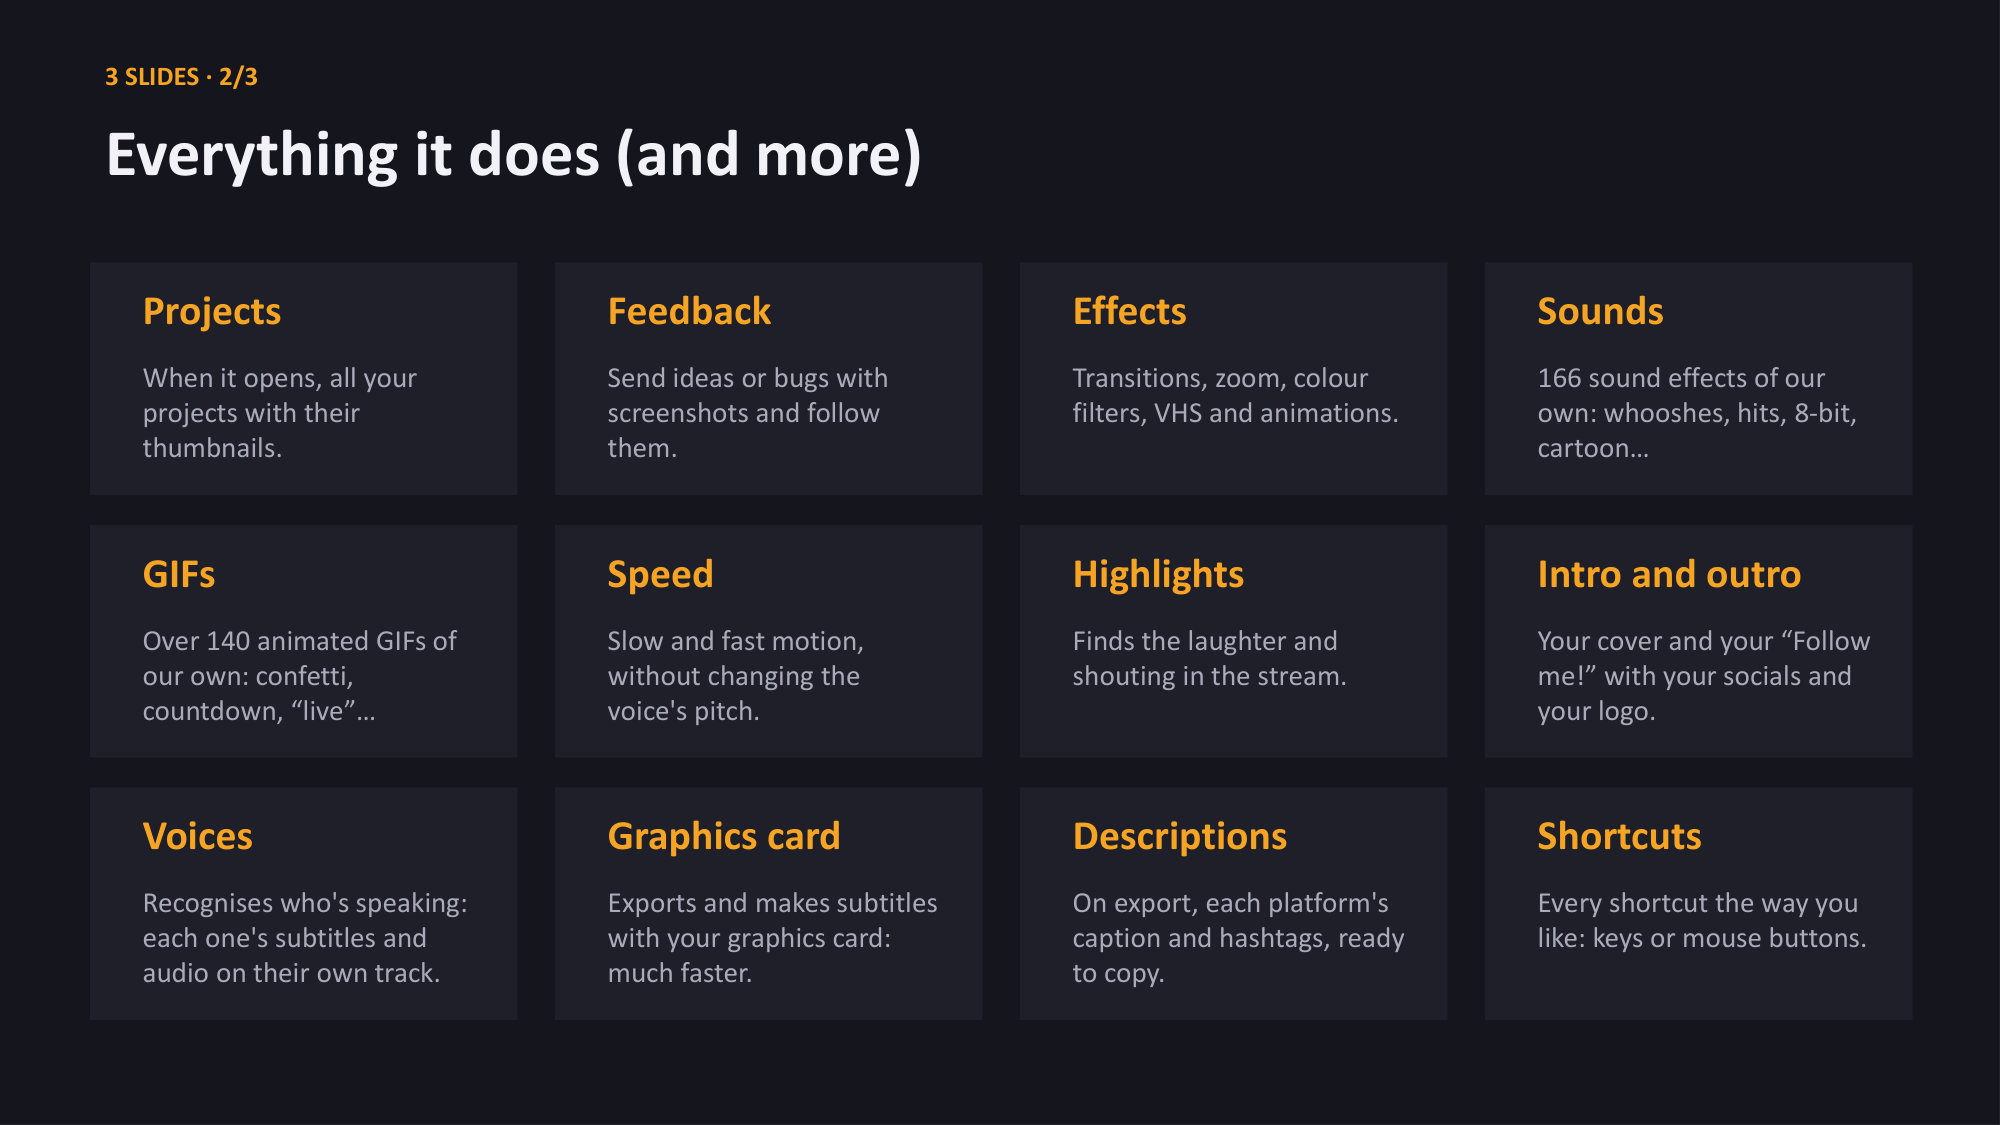 3 SLIDES · 2/3
Everything it does (and more)
Projects
When it opens, all your
projects with their
thumbnails.
Feedback
Send ideas or bugs with
screenshots and follow
them.
Effects
Transitions, zoom, colour
filters, VHS and animations.
Sounds
166 sound effects of our
own: whooshes, hits, 8-bit,
cartoon…
GIFs
Over 140 animated GIFs of
our own: confetti,
countdown, “live”…
Speed
Slow and fast motion,
without changing the
voice's pitch.
Highlights
Finds the laughter and
shouting in the stream.
Intro and outro
Your cover and your “Follow
me!” with your socials and
your logo.
Voices
Recognises who's speaking:
each one's subtitles and
audio on their own track.
Graphics card
Exports and makes subtitles
with your graphics card:
much faster.
Descriptions
On export, each platform's
caption and hashtags, ready
to copy.
Shortcuts
Every shortcut the way you
like: keys or mouse buttons.